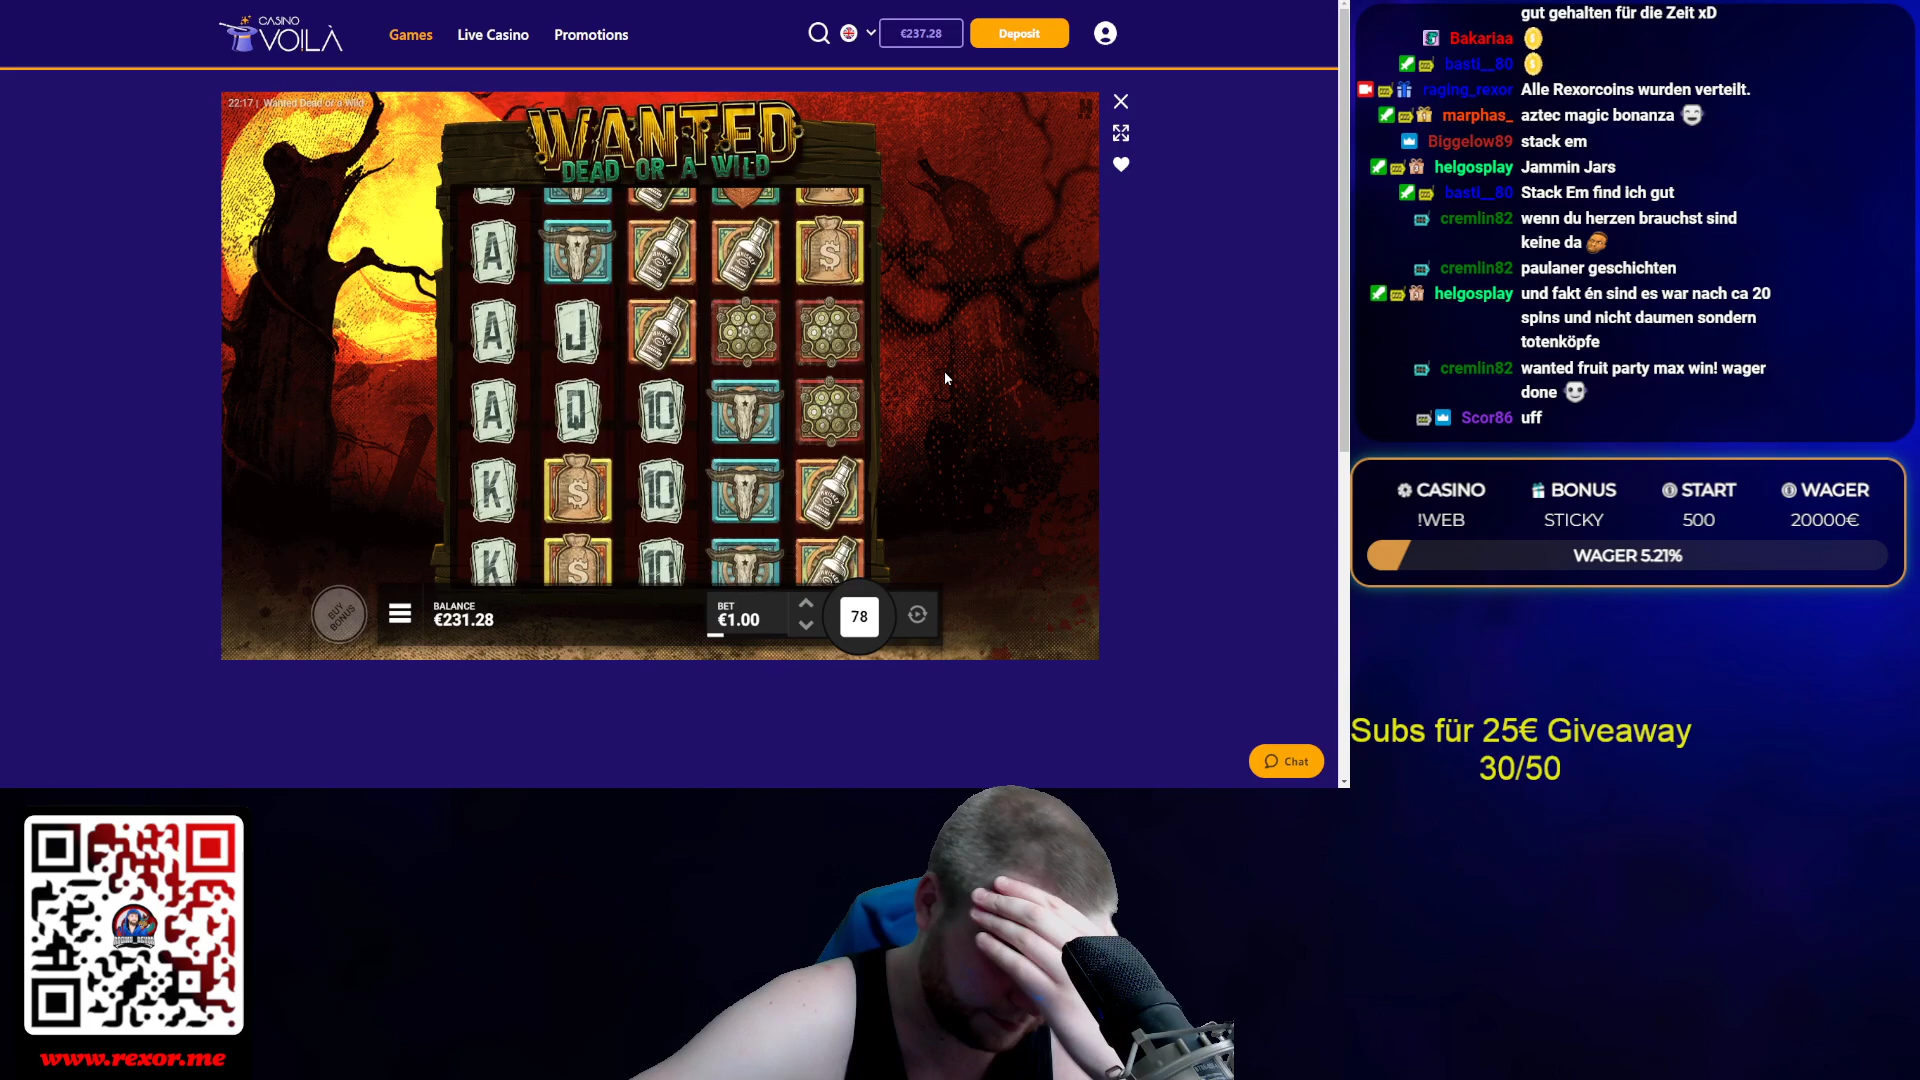 CASINO
VOILÀ
Games
Live Casino
Promotions
€237.28
Deposit
22:17 | Wanted Dead or a Wild
WANTED
DEAD OR A WILD
A
$
A
J
A
Q
10
K
$
10
K
$
10
BUY
BONUS
BALANCE
€231.28
BET
€1.00
78
Chat
gut gehalten für die Zeit xD
Bakariaa
basti__80
raging_rexor Alle Rexorcoins wurden verteilt.
marphas_ aztec magic bonanza
Biggelow89 stack em
helgosplay Jammin Jars
basti__80 Stack Em find ich gut
cremlin82 wenn du herzen brauchst sind
keine da
cremlin82 paulaner geschichten
helgosplay und fakt én sind es war nach ca 20
spins und nicht daumen sondern
totenköpfe
cremlin82 wanted fruit party max win! wager
done
Scor86 uff
CASINO BONUS START WAGER
!WEB STICKY 500 20000€
WAGER 5.21%
Subs für 25€ Giveaway
30/50
www.rexor.me